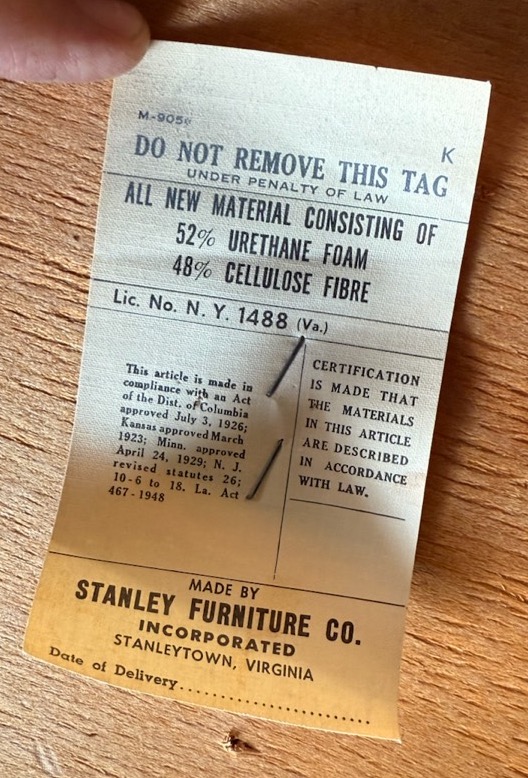 M-905
K
DO NOT REMOVE THIS TAG
UNDER PENALTY OF LAW
ALL NEW MATERIAL CONSISTING OF
52% URETHANE FOAM
48% CELLULOSE FIBRE
Lic. No. N. Y. 1488 (Va.)
This article is made in
compliance with an Act
of the Dist. of Columbia
approved July 3, 1926;
Kansas approved March
1923; Minn. approved
April 24, 1929; N. J.
revised statutes 26;
10-6 to 18. La. Act
467-1948
CERTIFICATION
IS MADE THAT
THE MATERIALS
IN THIS ARTICLE
ARE DESCRIBED
IN ACCORDANCE
WITH LAW.
MADE BY
STANLEY FURNITURE CO.
INCORPORATED
STANLEYTOWN, VIRGINIA
Date of Delivery..............................